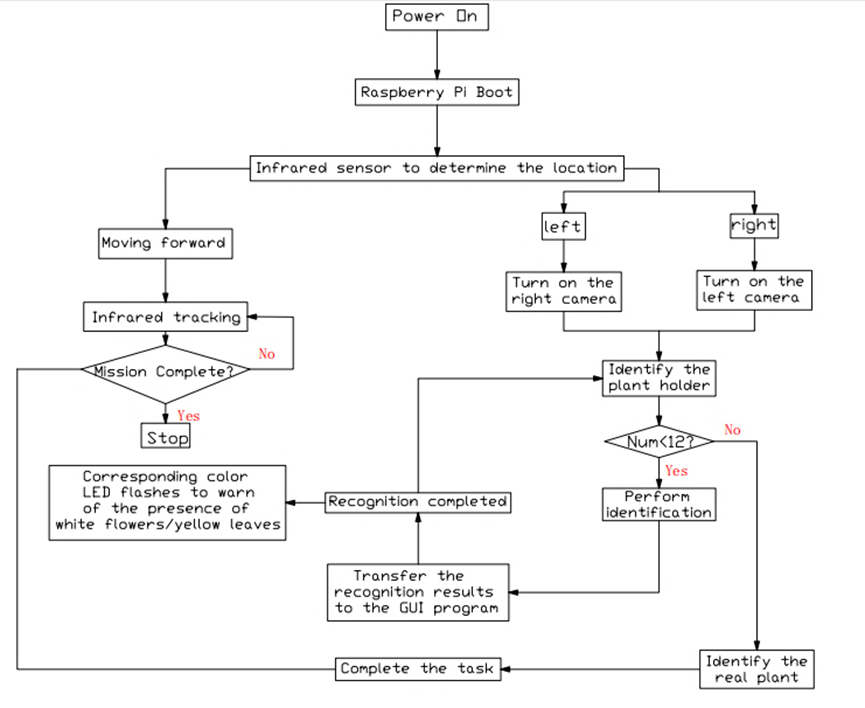 Power On
Raspberry Pi Boot
Infrared sensor to determine the location
Moving forward
Infrared tracking
No
Mission Complete?
Yes
Stop
left
right
Turn on the
right camera
Turn on the
left camera
Identify the
plant holder
Num<12?
No
Yes
Perform
identification
Corresponding color
LED flashes to warn
of the presence of
white flowers/yellow leaves
Recognition completed
Transfer the
recognition results
to the GUI program
Complete the task
Identify the
real plant